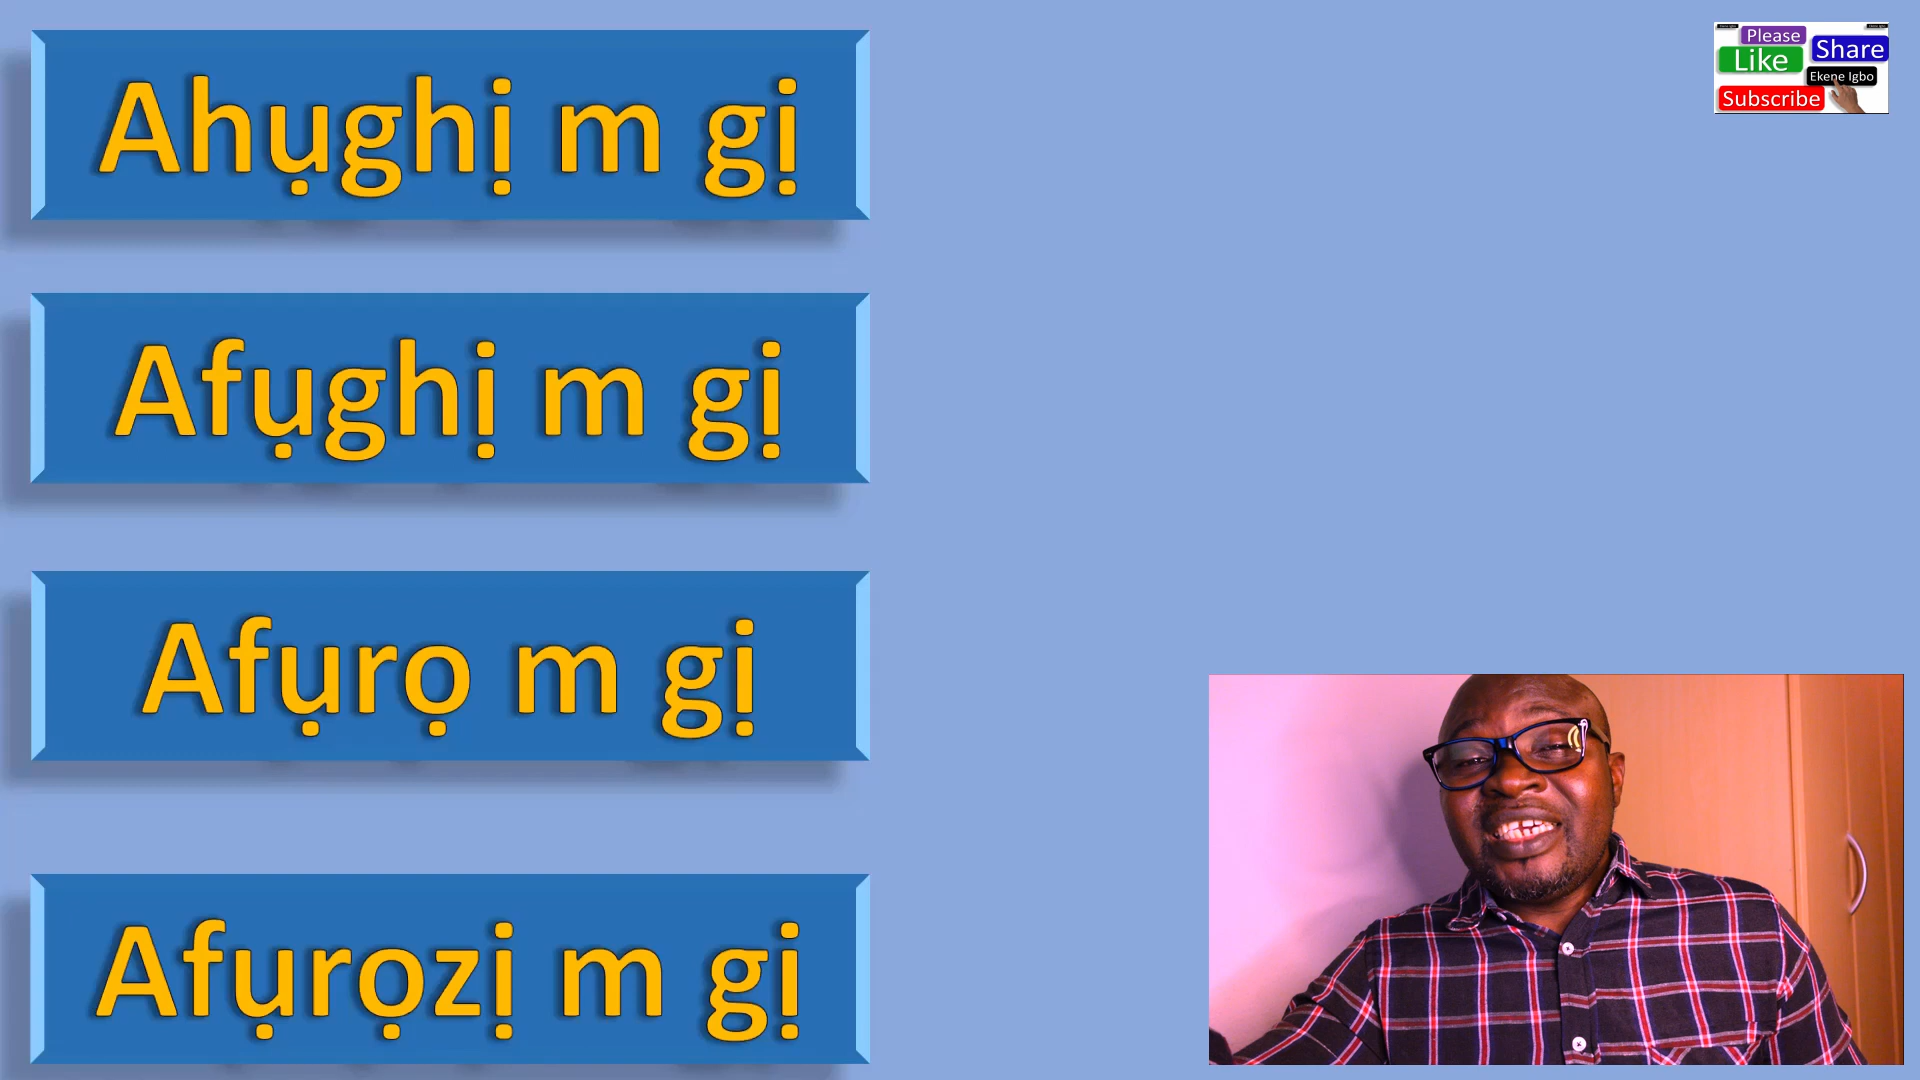 Ahụghị m gị
Afụghị m gị
Afụrọ m gị
Afụrọzị m gị
Please
Like
Share
Ekene Igbo
Subscribe